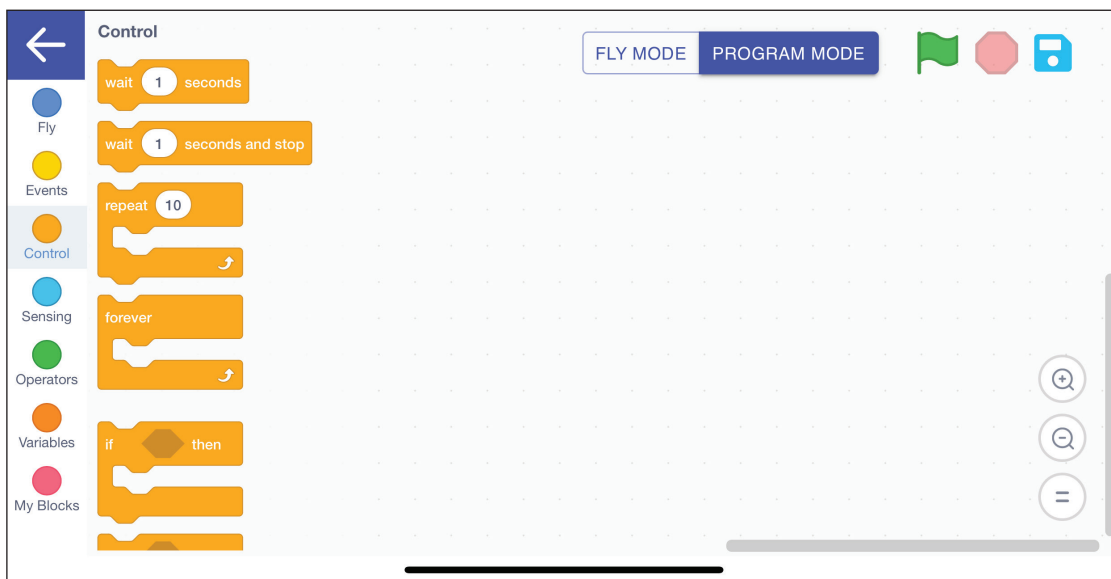 Control
FLY MODE
PROGRAM MODE
wait 1 seconds
Fly
wait 1 seconds and stop
Events
repeat 10
Control
Sensing
forever
Operators
Variables
if then
My Blocks